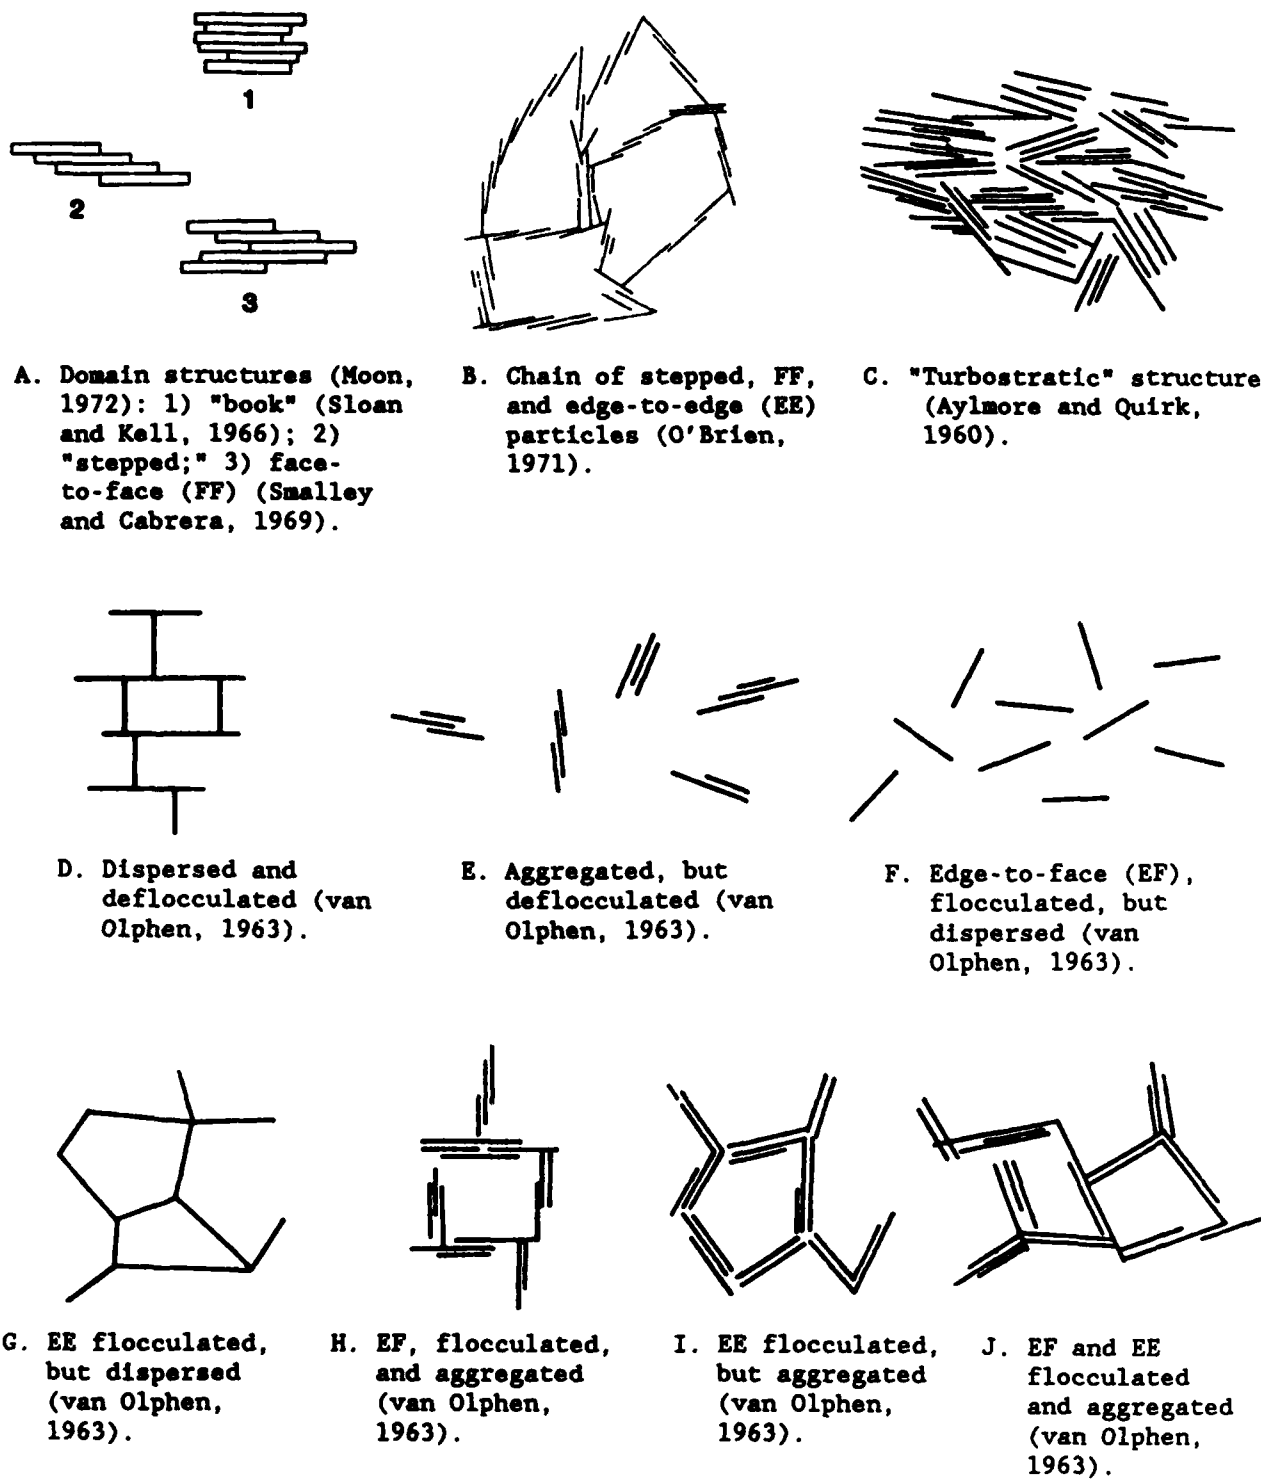 1
2
3
A. Domain structures (Moon,
1972): 1) "book" (Sloan
and Kell, 1966); 2)
"stepped;" 3) face-
to-face (FF) (Smalley
and Cabrera, 1969).
B. Chain of stepped, FF,
and edge-to-edge (EE)
particles (O'Brien,
1971).
C. "Turbostratic" structure
(Aylmore and Quirk,
1960).
D. Dispersed and
deflocculated (van
Olphen, 1963).
E. Aggregated, but
deflocculated (van
Olphen, 1963).
F. Edge-to-face (EF),
flocculated, but
dispersed (van
Olphen, 1963).
G. EE flocculated,
but dispersed
(van Olphen,
1963).
H. EF, flocculated,
and aggregated
(van Olphen,
1963).
I. EE flocculated,
but aggregated
(van Olphen,
1963).
J. EF and EE
flocculated
and aggregated
(van Olphen,
1963).